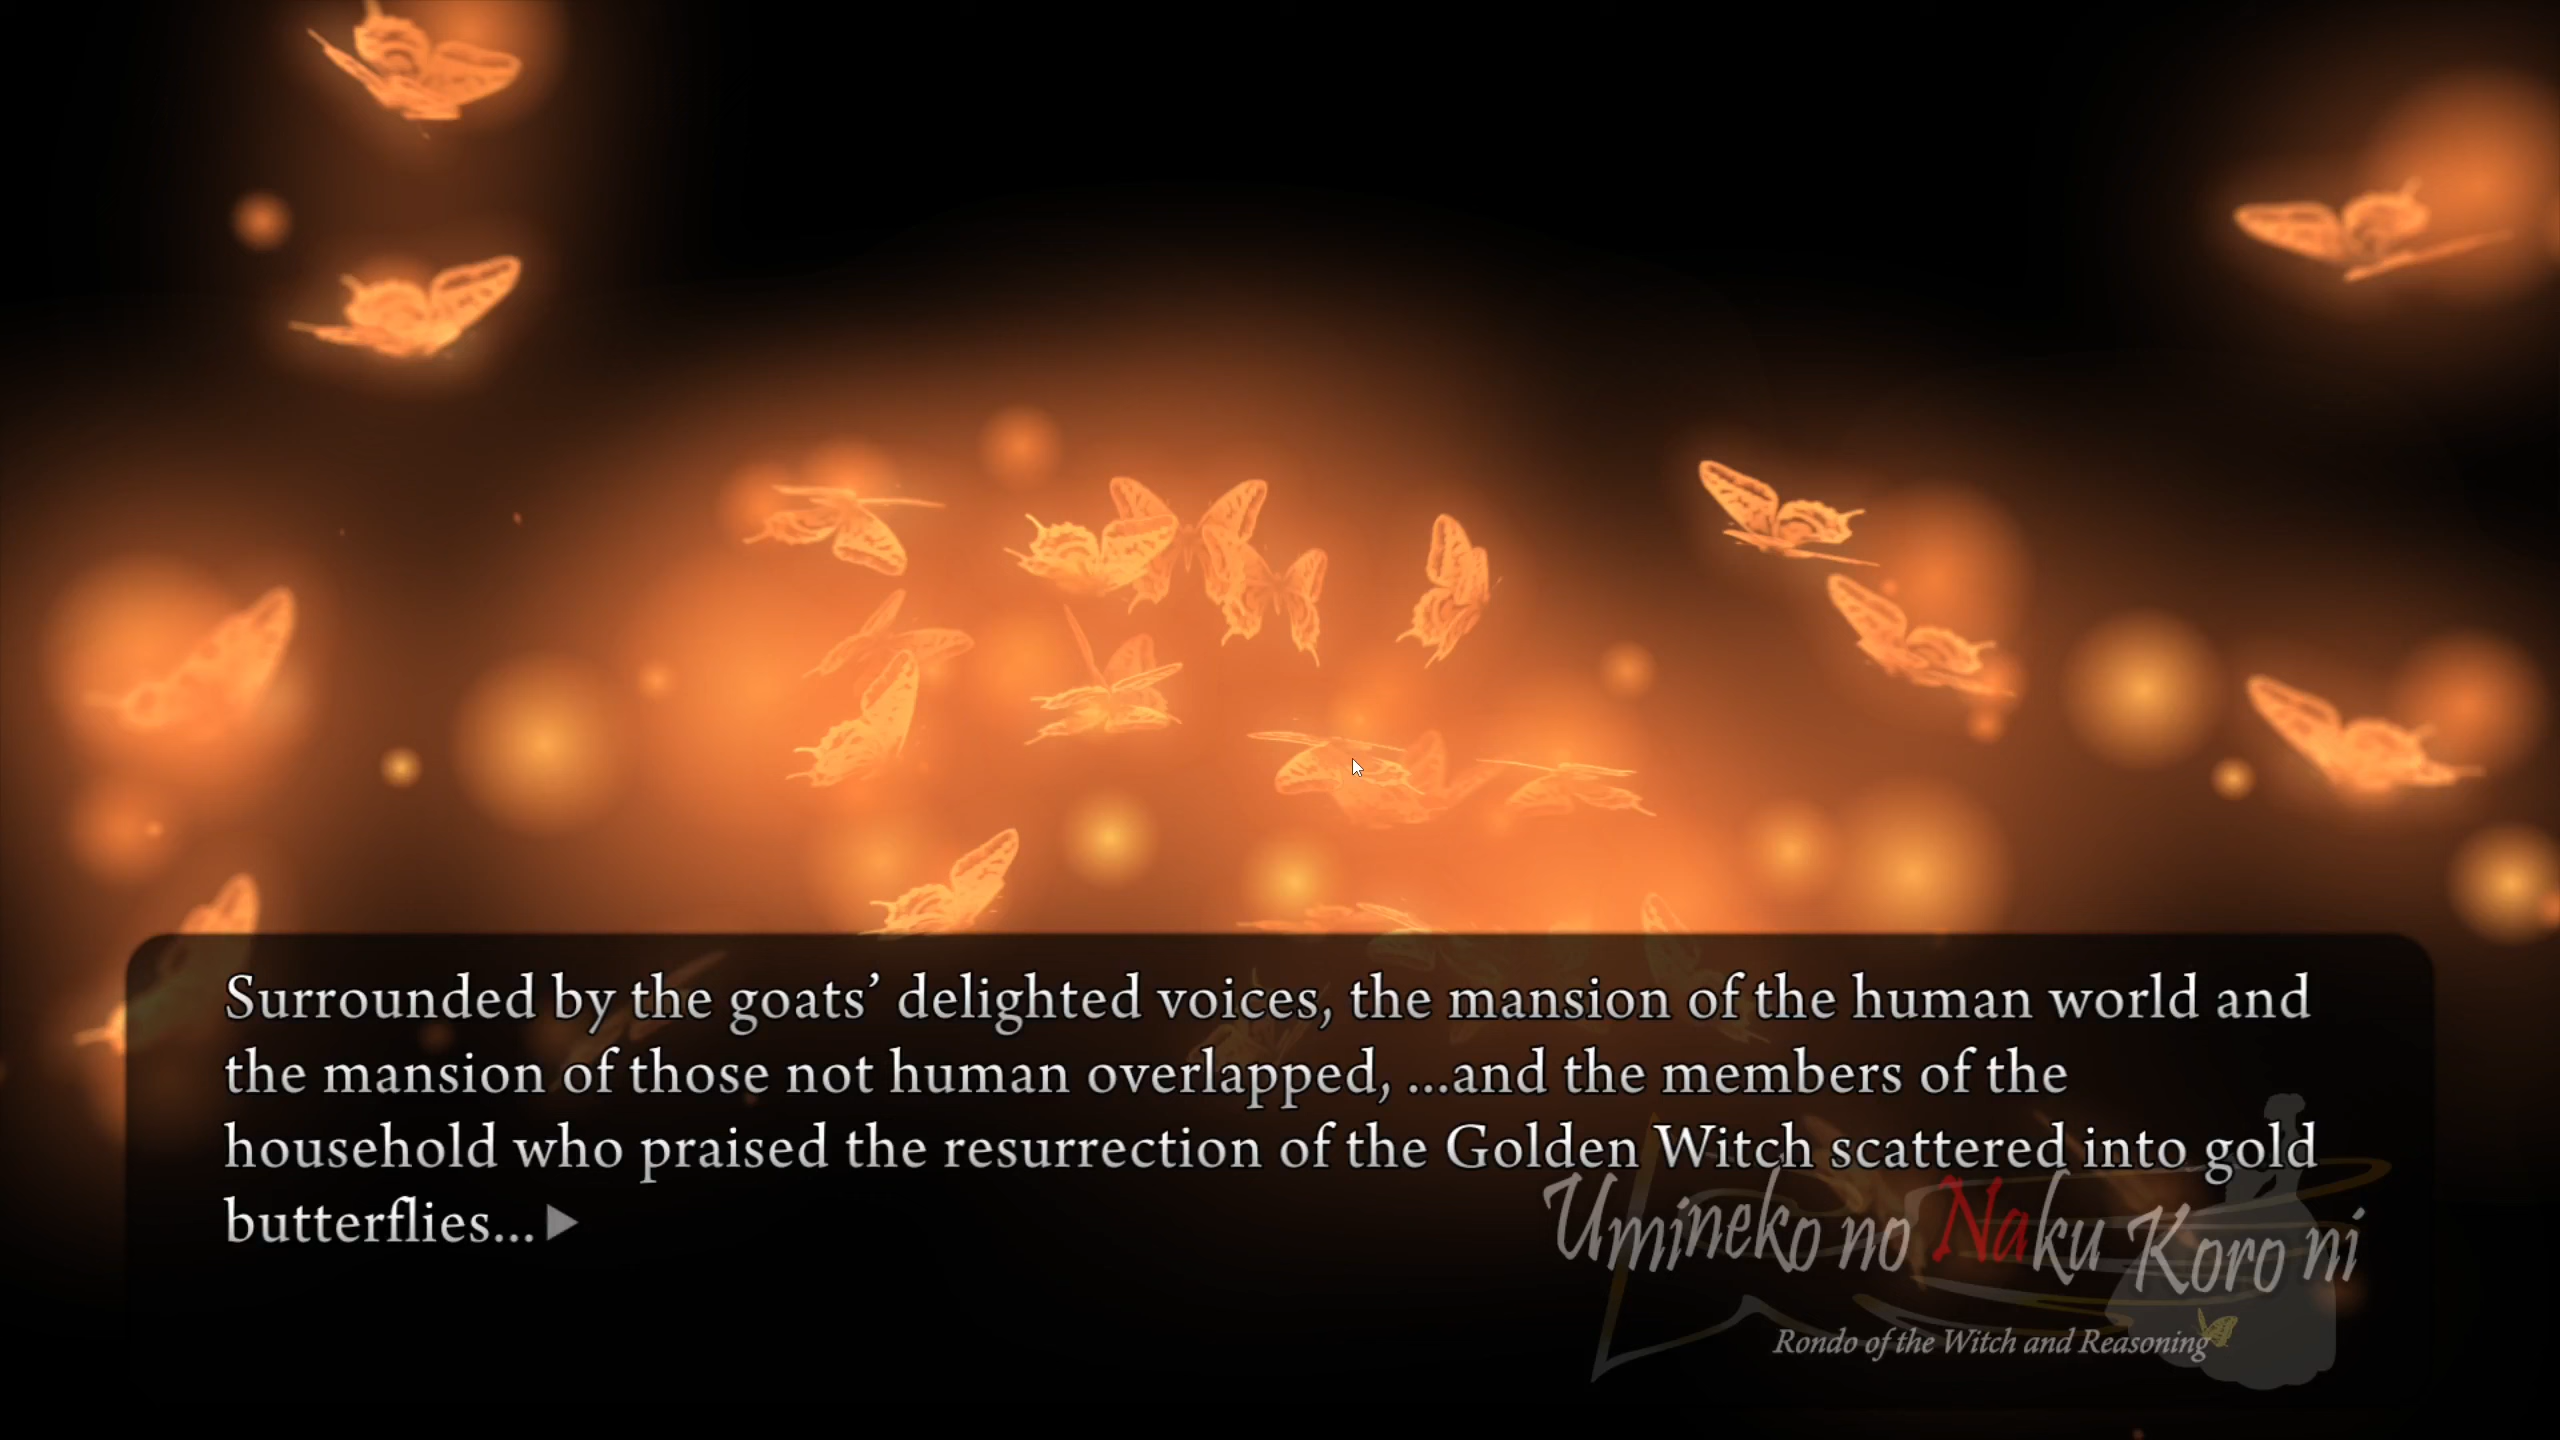 Surrounded by the goats’ delighted voices, the mansion of the human world and
the mansion of those not human overlapped, ...and the members of the
household who praised the resurrection of the Golden Witch scattered into gold
butterflies...
Umineko no Naku Koro ni
Rondo of the Witch and Reasoning